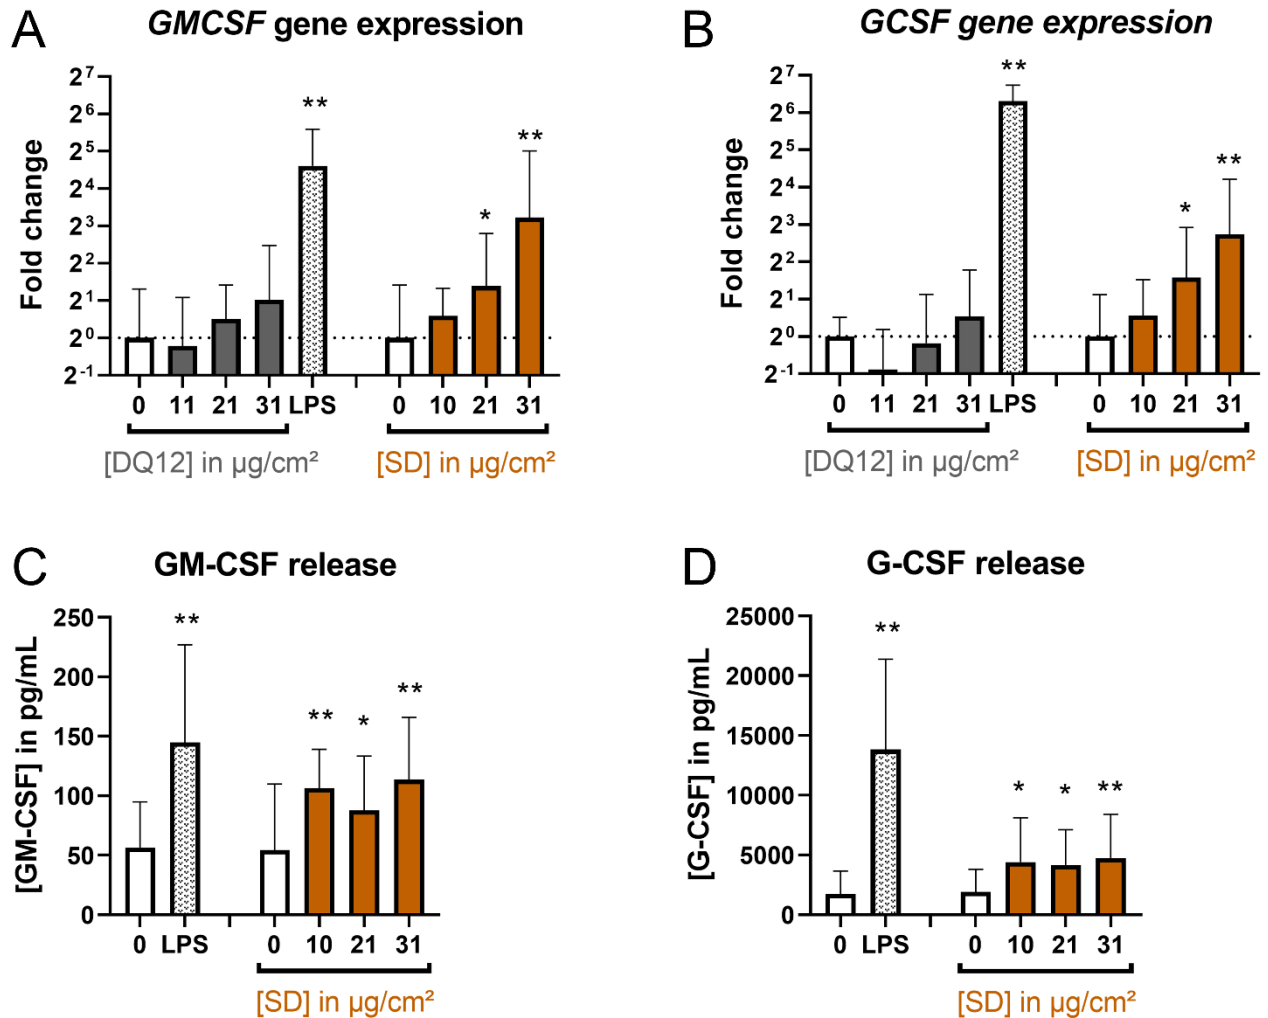 A
GMCSF gene expression
Fold change
2⁷
2⁶
2⁵
2⁴
2³
2²
2¹
2⁰
2⁻¹
**
*
**
0 11 21 31 LPS 0 10 21 31
[DQ12] in µg/cm² [SD] in µg/cm²
B
GCSF gene expression
Fold change
2⁷
2⁶
2⁵
2⁴
2³
2²
2¹
2⁰
2⁻¹
**
*
**
0 11 21 31 LPS 0 10 21 31
[DQ12] in µg/cm² [SD] in µg/cm²
C
GM-CSF release
[GM-CSF] in pg/mL
250
200
150
100
50
0
**
** * **
0 LPS 0 10 21 31
[SD] in µg/cm²
D
G-CSF release
[G-CSF] in pg/mL
25000
20000
15000
10000
5000
0
**
* * **
0 LPS 0 10 21 31
[SD] in µg/cm²